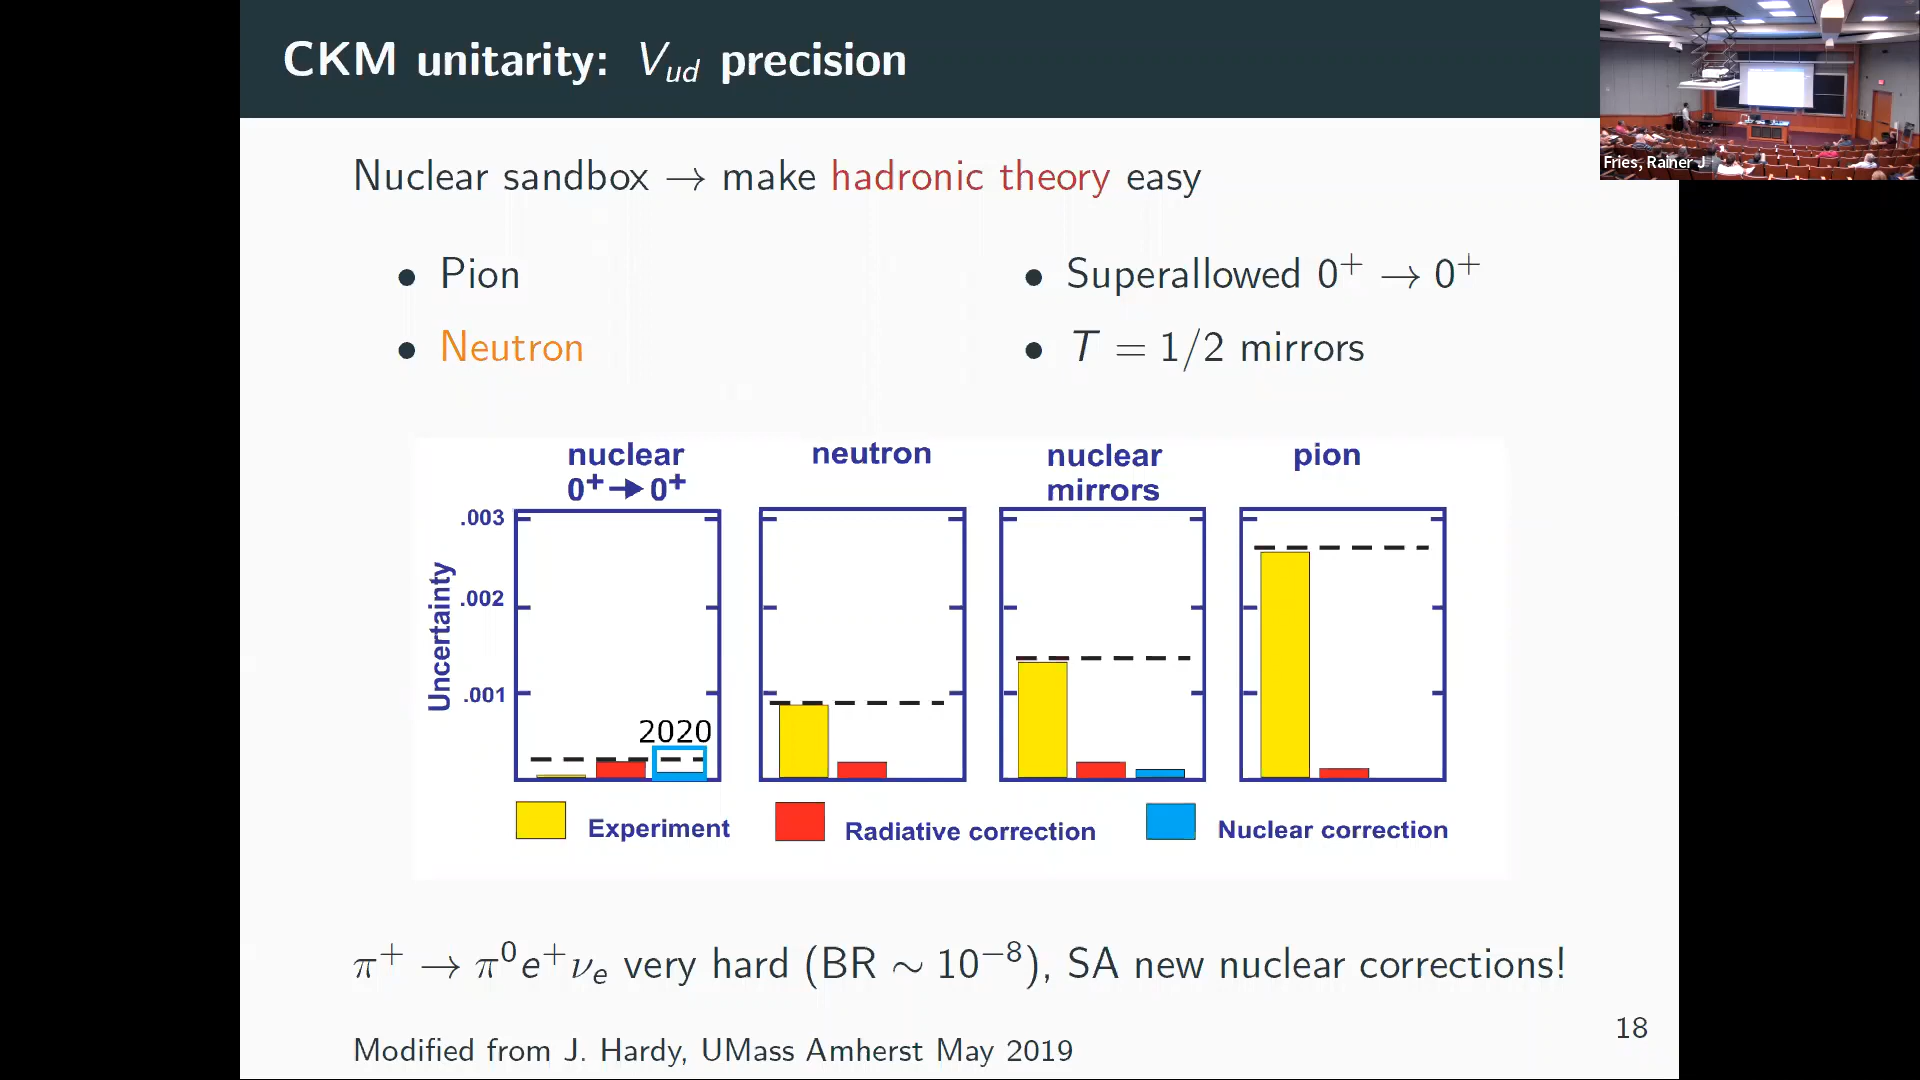 CKM unitarity: V_ud precision
Fries, Rainer J
Nuclear sandbox → make hadronic theory easy
• Pion
• Neutron
• Superallowed 0⁺ → 0⁺
• T = 1/2 mirrors
nuclear
0⁺→0⁺
neutron
nuclear
mirrors
pion
Uncertainty
.003
.002
.001
2020
Experiment
Radiative correction
Nuclear correction
π⁺ → π⁰e⁺νₑ very hard (BR ∼ 10⁻⁸), SA new nuclear corrections!
18
Modified from J. Hardy, UMass Amherst May 2019